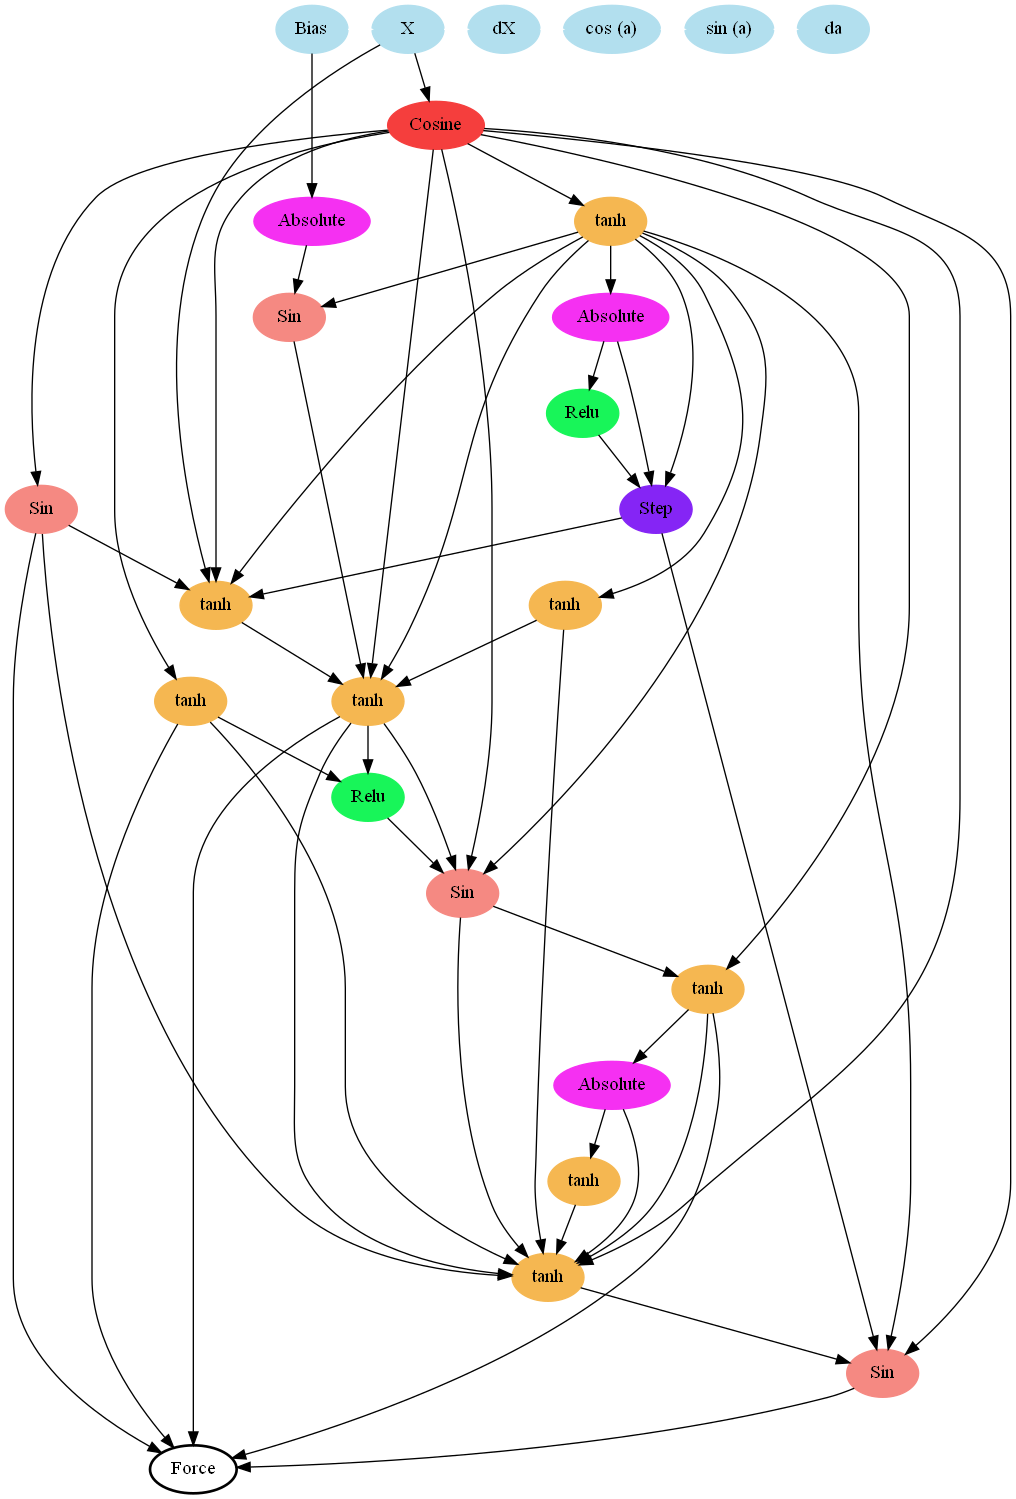 Bias
X
dX
cos (a)
sin (a)
da
Cosine
Absolute
tanh
Sin
Absolute
Relu
Sin
Step
tanh
tanh
tanh
tanh
Relu
Sin
tanh
Absolute
tanh
tanh
Sin
Force